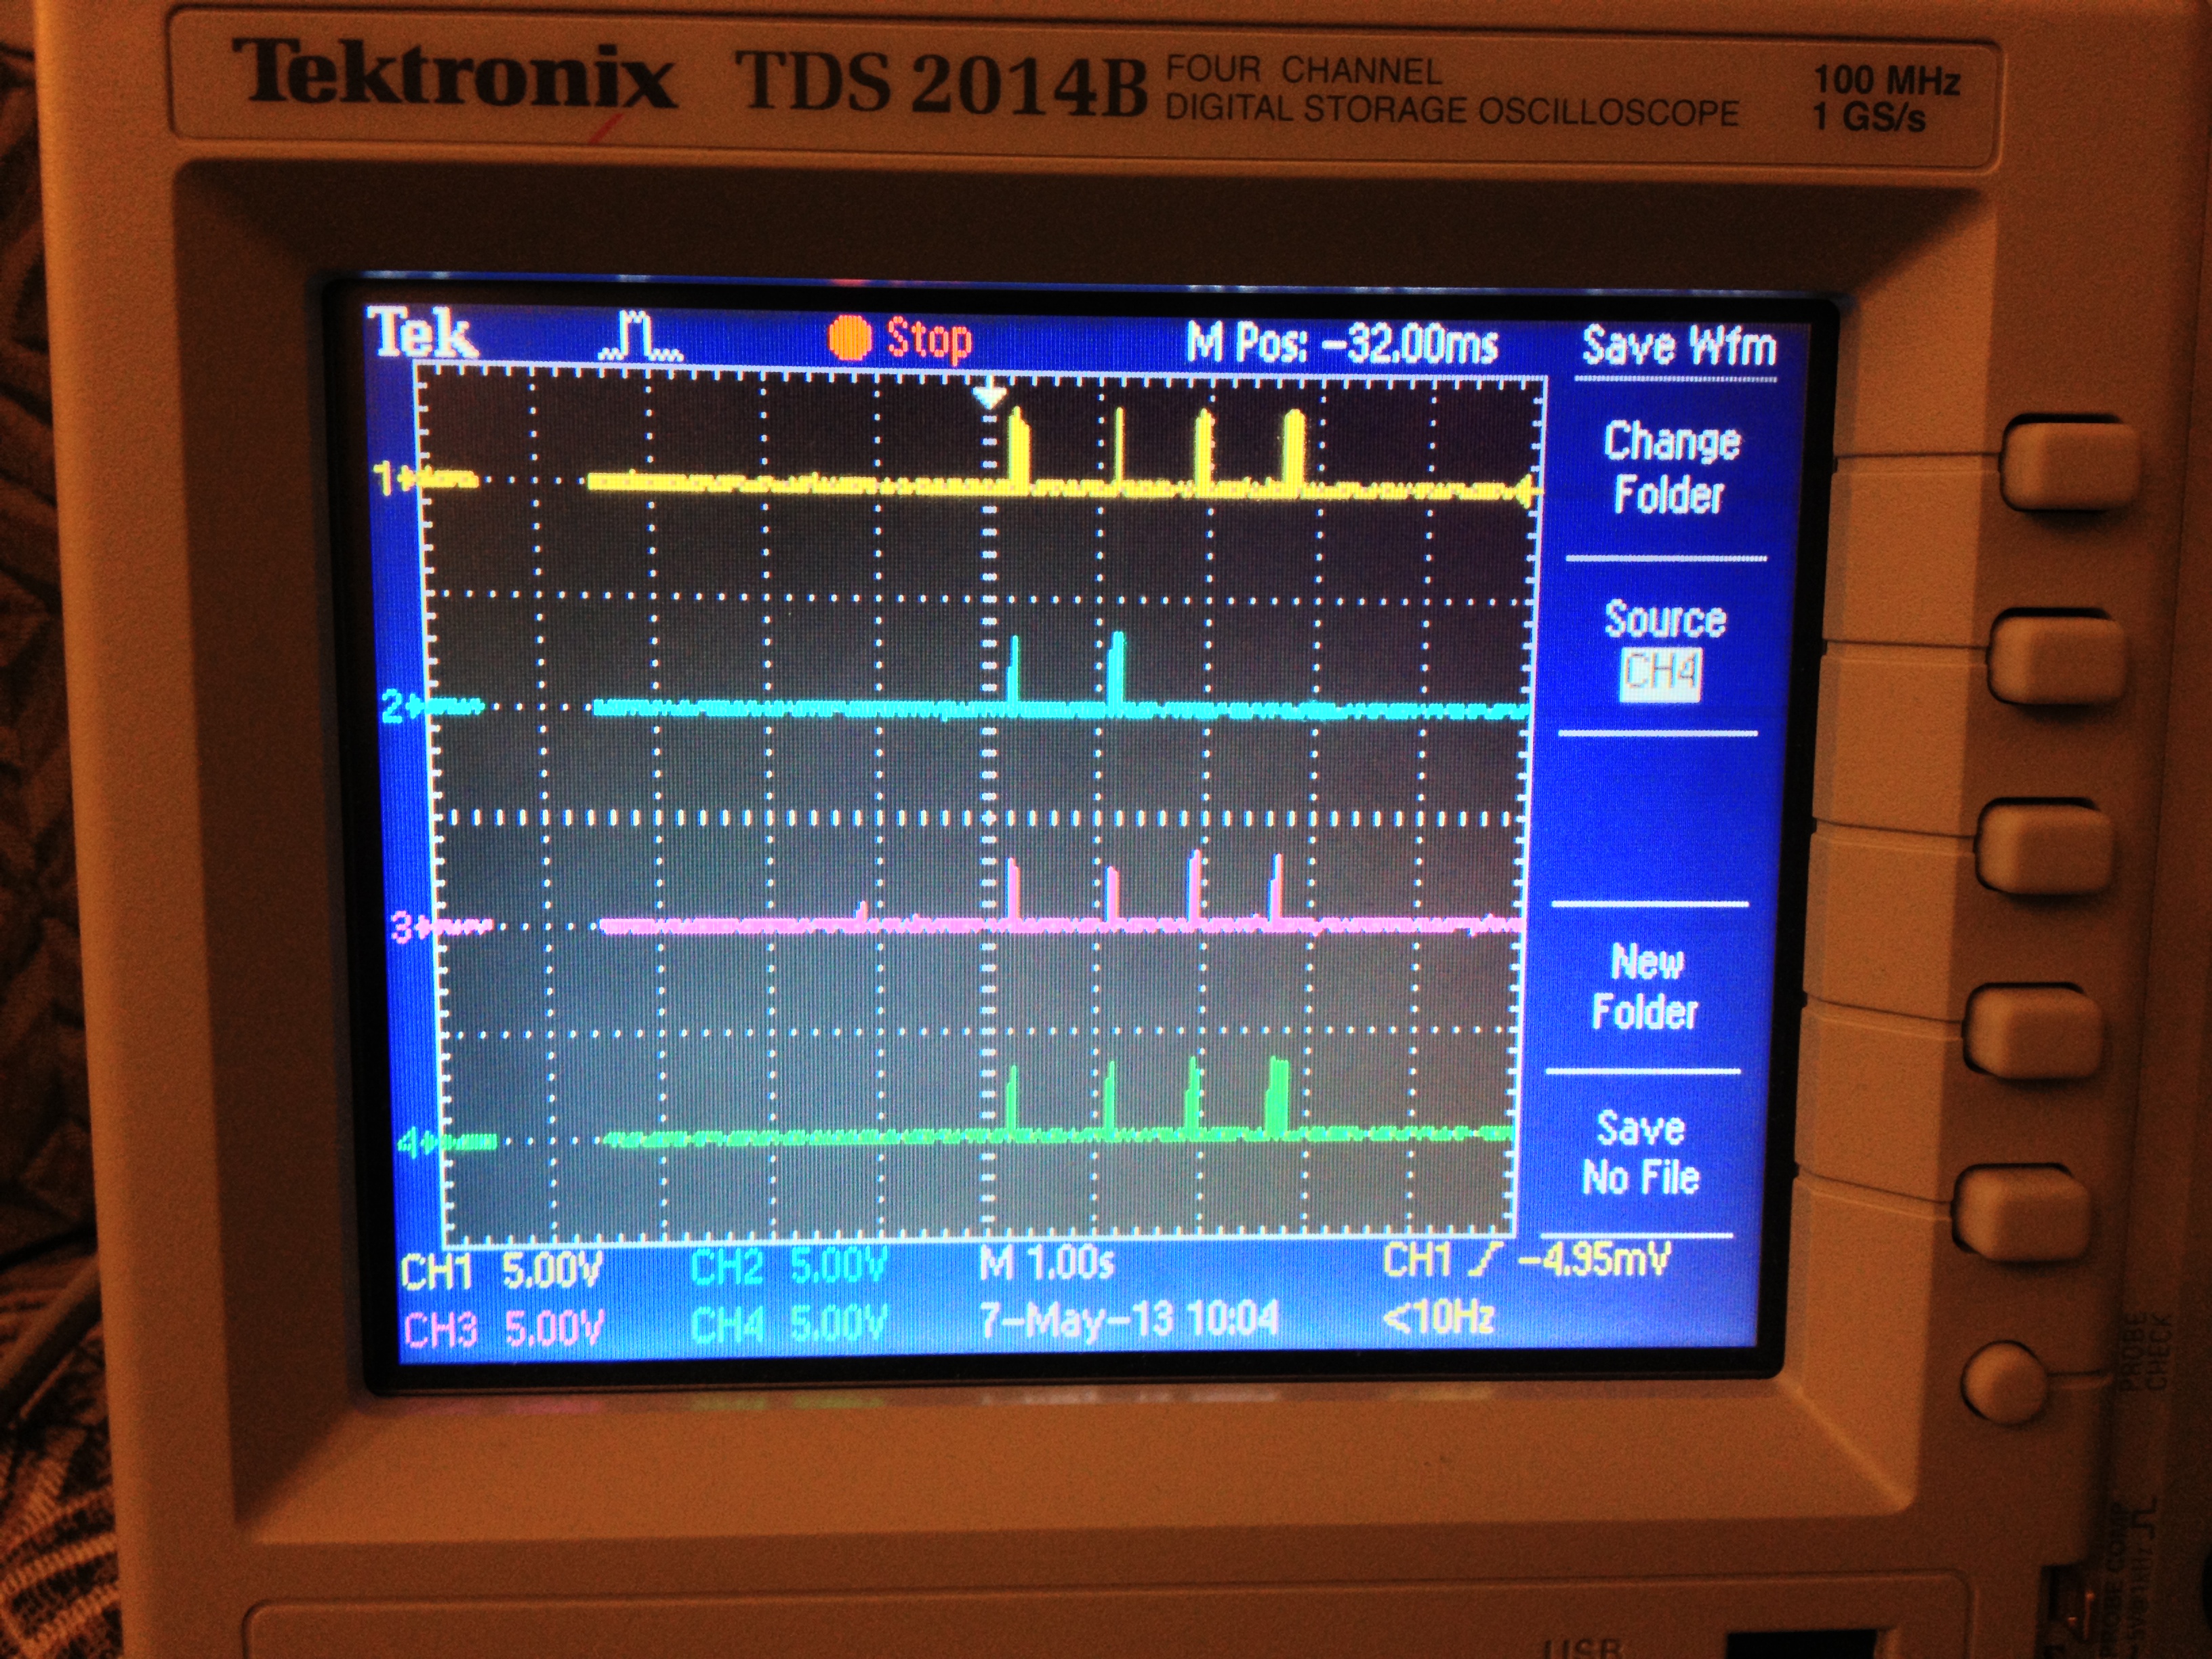 Tektronix TDS 2014B FOUR CHANNEL
DIGITAL STORAGE OSCILLOSCOPE
100 MHz
1 GS/s
Tek Stop M Pos: -32.00ms Save Wfm
Change
Folder
Source
CH4
New
Folder
Save
No File
1
2
3
4
CH1 5.00V CH2 5.00V M 1.00s CH1 -4.95mV
CH3 5.00V CH4 5.00V 7-May-13 10:04 <10Hz
PROBE
CHECK
PROBE COMP
USB